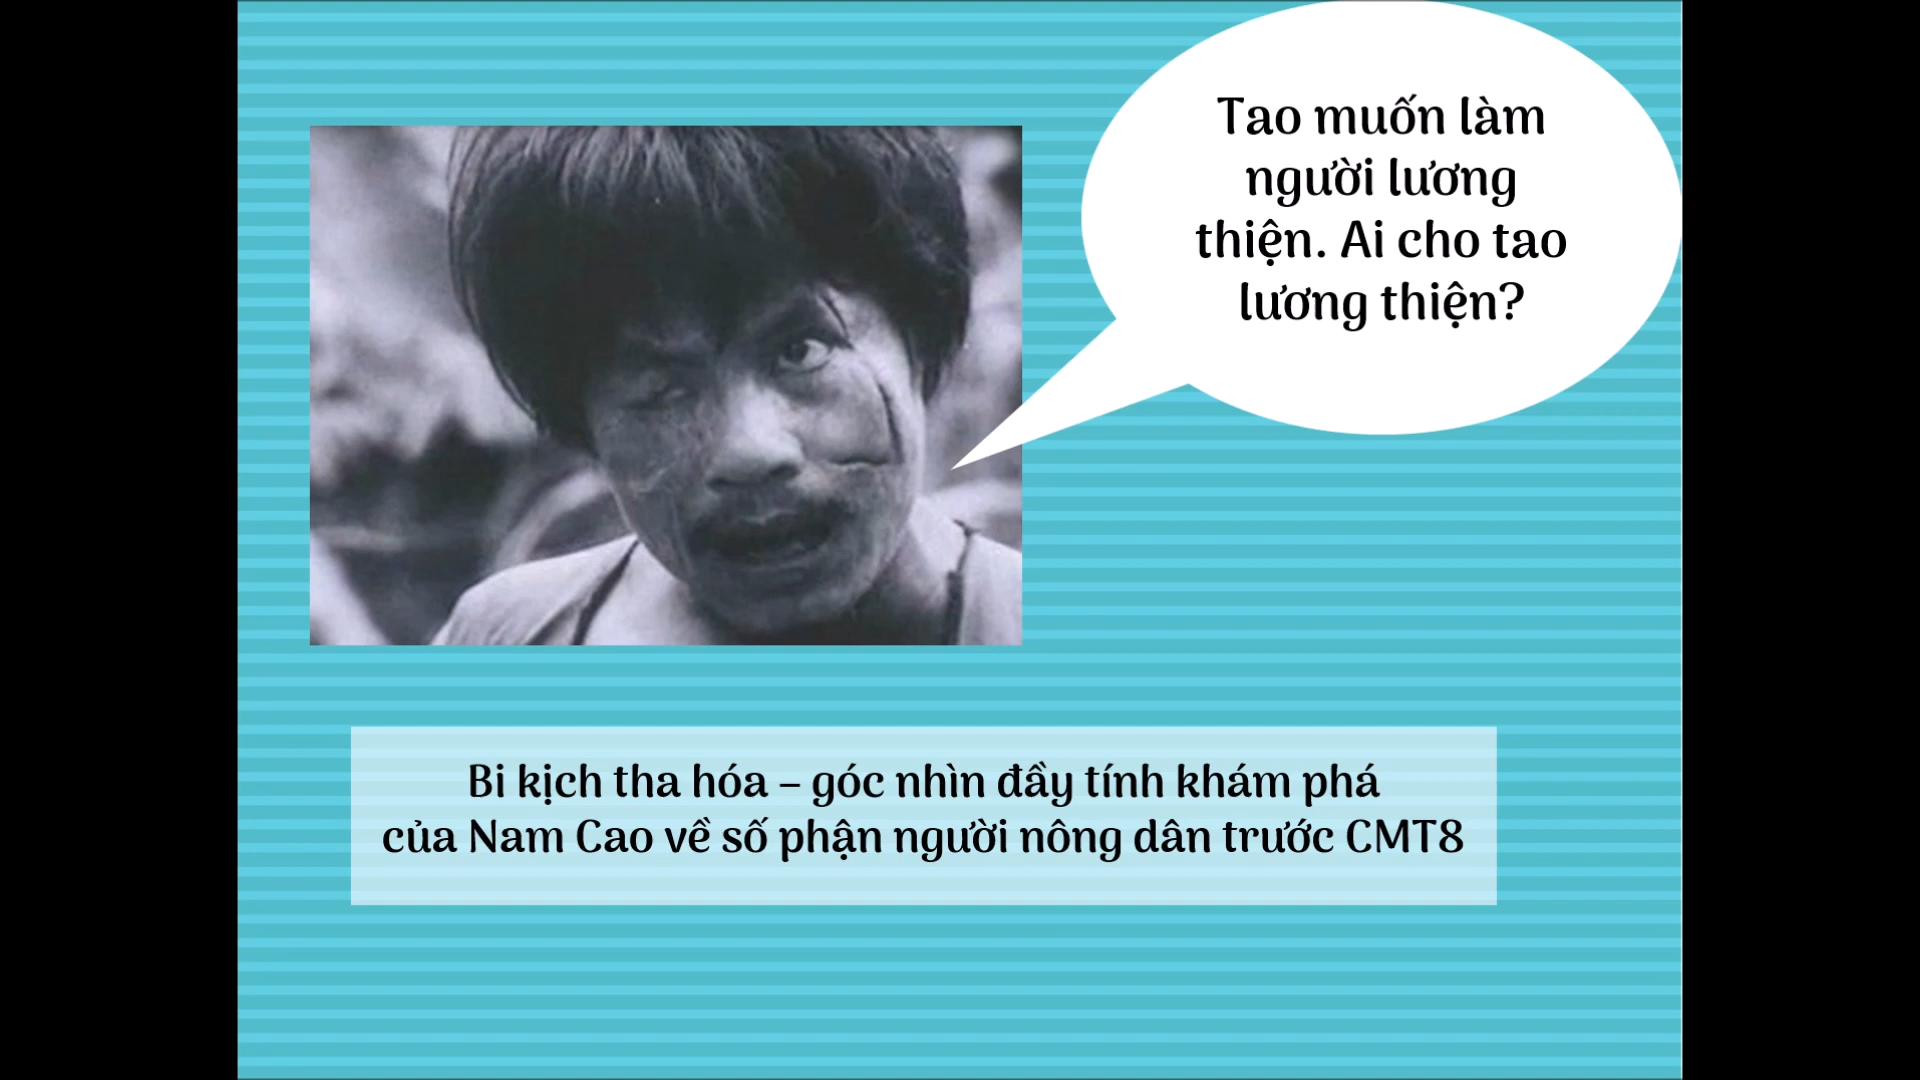 Tao muốn làm
người lương
thiện. Ai cho tao
lương thiện?
Bi kịch tha hóa – góc nhìn đầy tính khám phá
của Nam Cao về số phận người nông dân trước CMT8